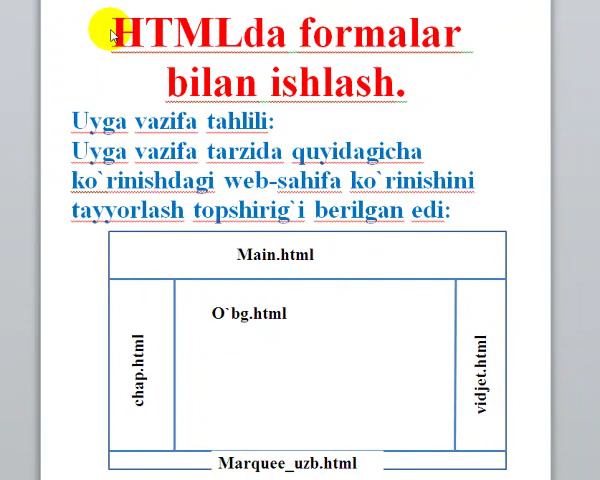 HTMLda formalar
bilan ishlash.
Uyga vazifa tahlili:
Uyga vazifa tarzida quyidagicha
ko`rinishdagi web-sahifa ko`rinishini
tayyorlash topshirig`i berilgan edi:
Main.html
chap.html
O`bg.html
vidjet.html
Marquee_uzb.html